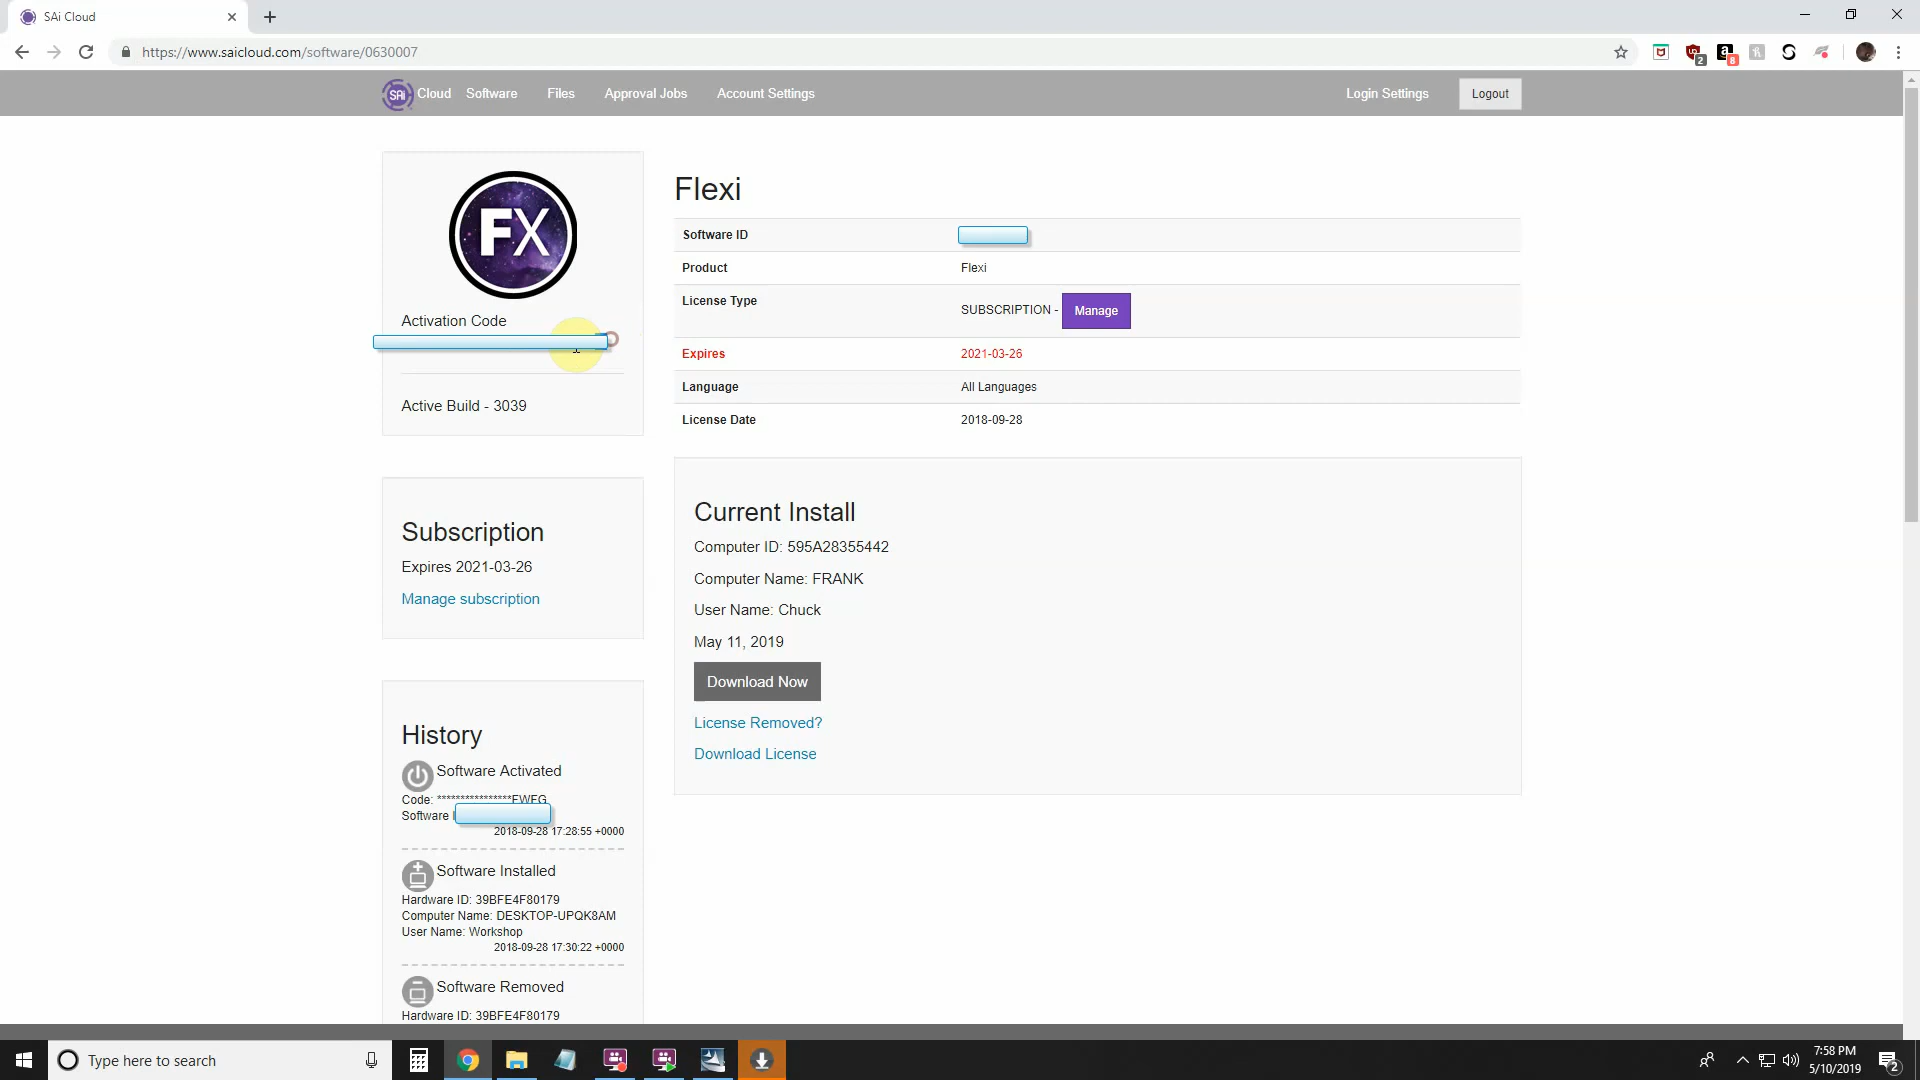 SAi Cloud
https://www.saicloud.com/software/0630007
2
8
SAi Cloud Software Files Approval Jobs Account Settings Login Settings Logout
FX
Activation Code
Active Build - 3039
Flexi
Software ID
Product Flexi
License Type SUBSCRIPTION - Manage
Expires 2021-03-26
Language All Languages
License Date 2018-09-28
Subscription
Expires 2021-03-26
Manage subscription
Current Install
Computer ID: 595A28355442
Computer Name: FRANK
User Name: Chuck
May 11, 2019
Download Now
License Removed?
Download License
History
Software Activated
Code: ****************
Software
2018-09-28 17:28:55 +0000
Software Installed
Hardware ID: 39BFE4F80179
Computer Name: DESKTOP-UPQK8AM
User Name: Workshop
2018-09-28 17:30:22 +0000
Software Removed
Hardware ID: 39BFE4F80179
Type here to search
7:58 PM
5/10/2019
2